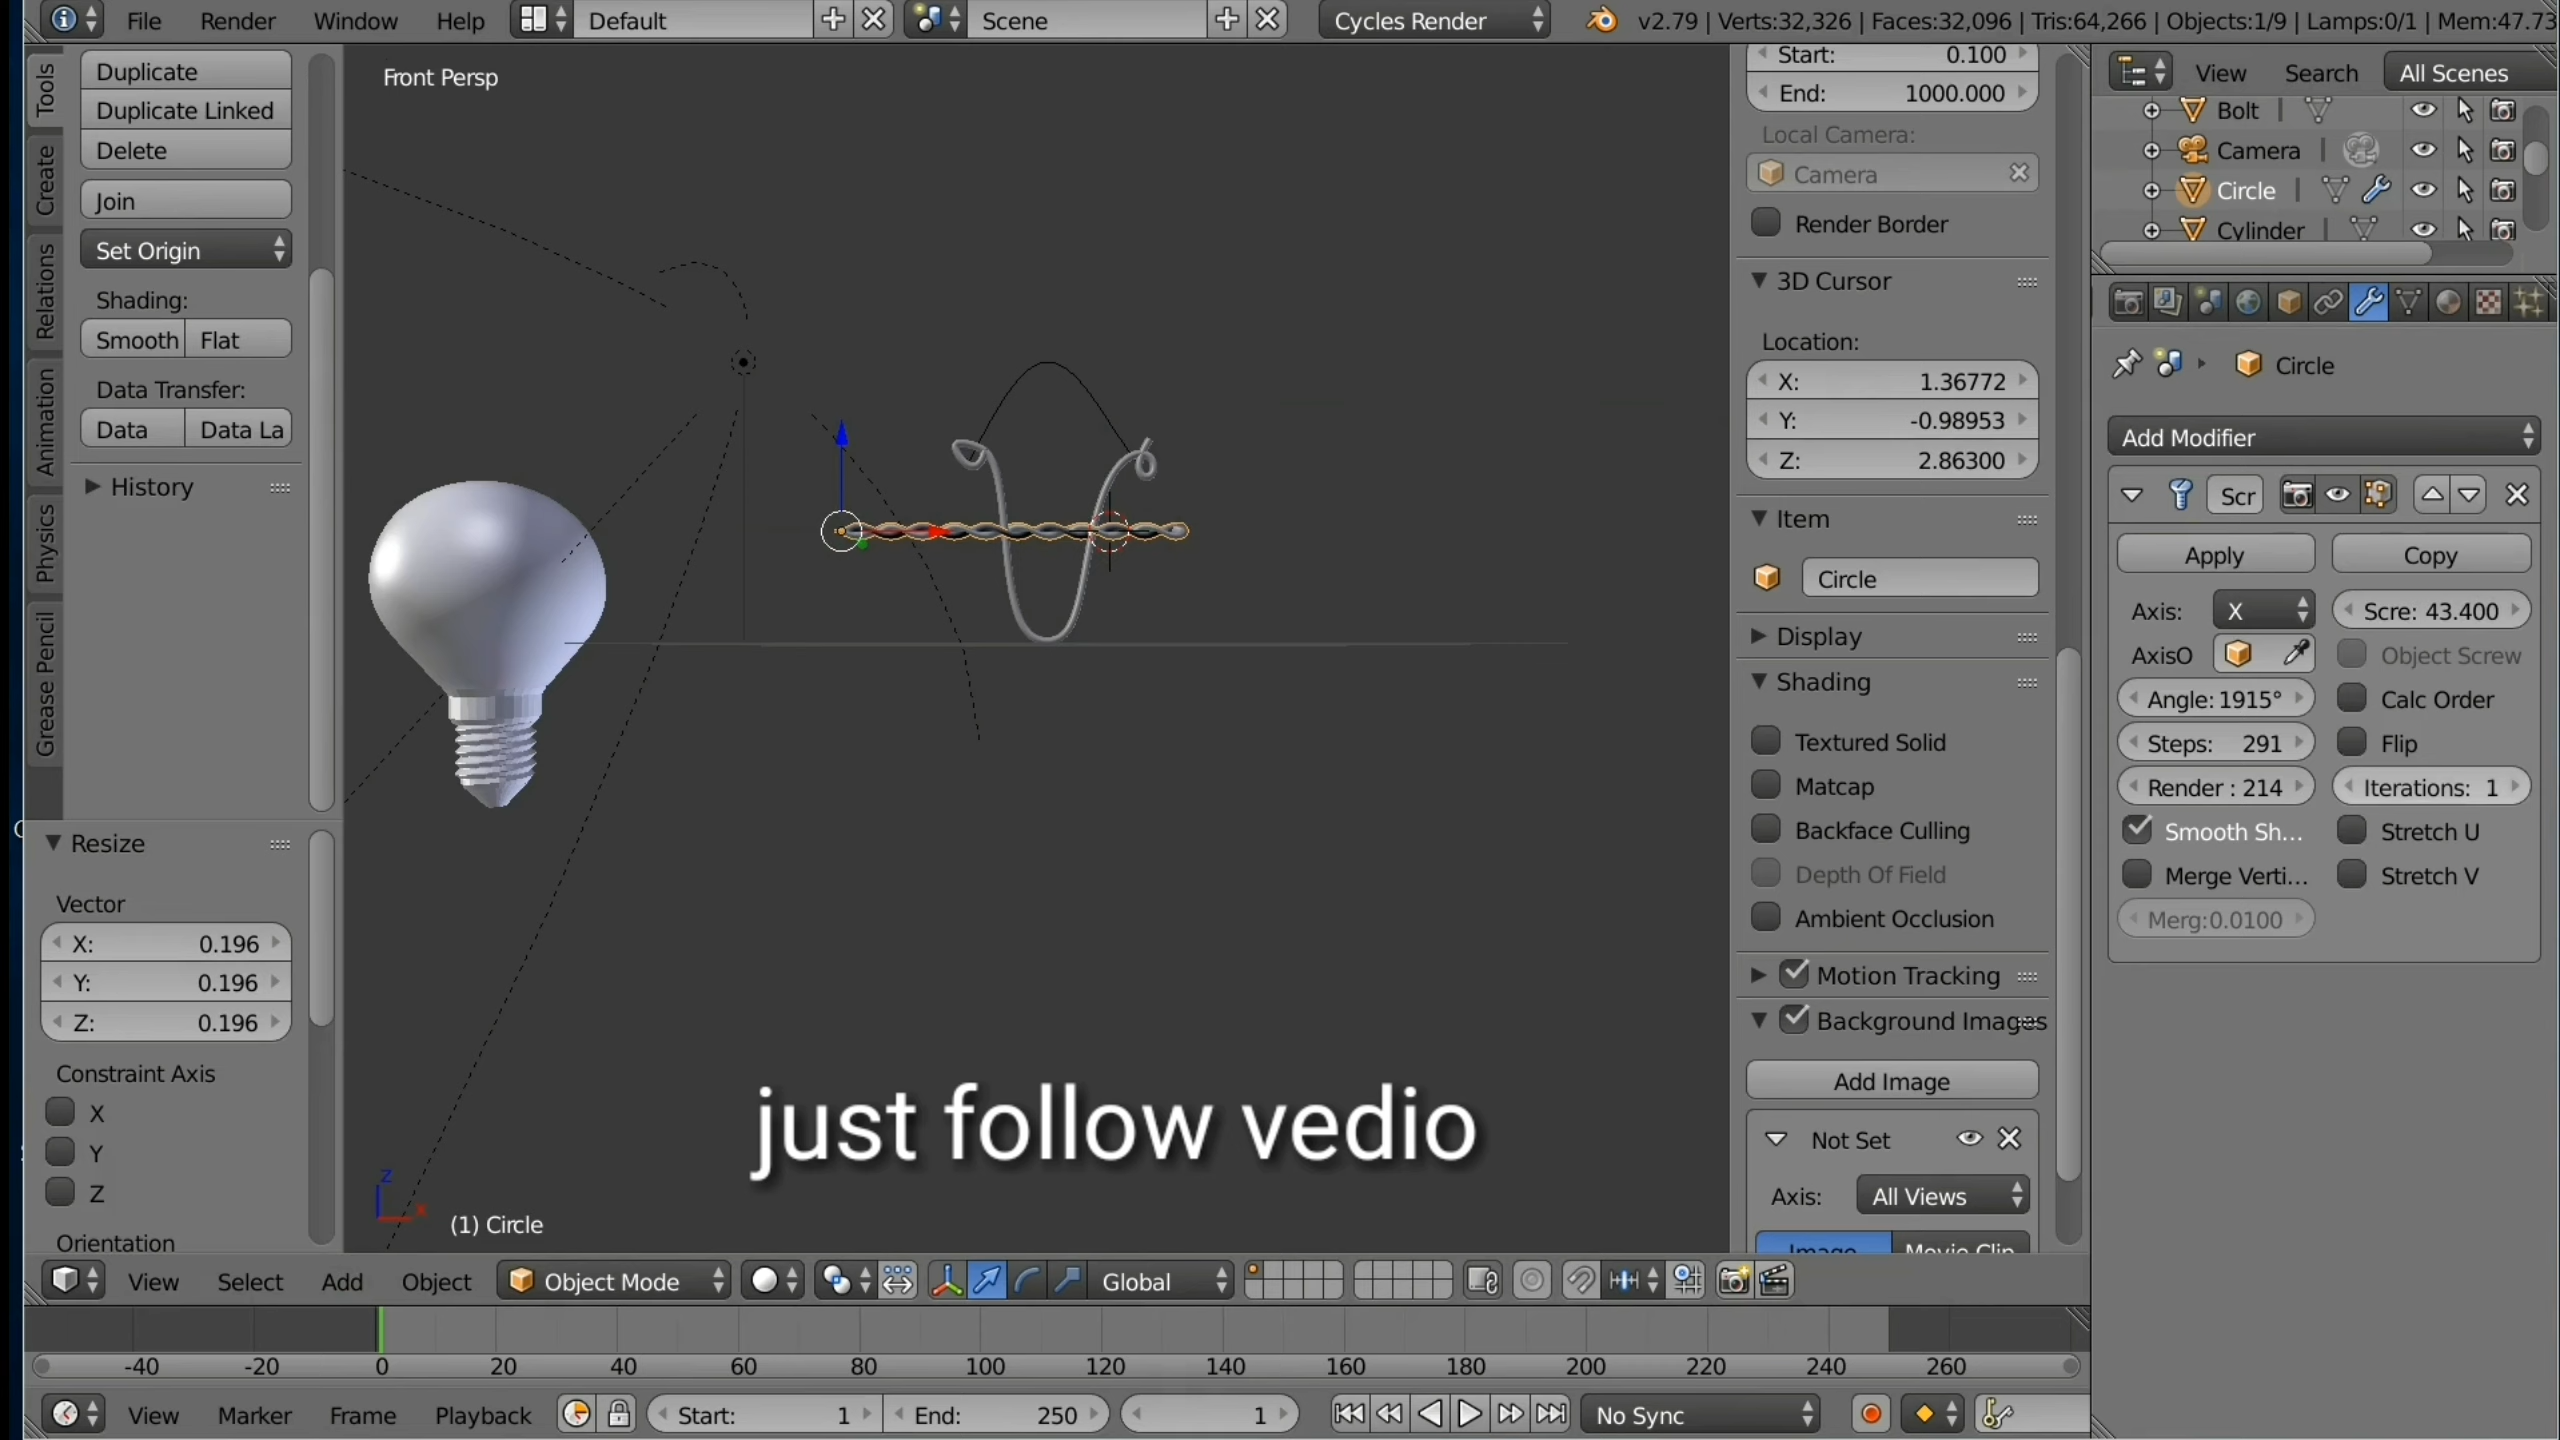 File Render Window Help Default Scene Cycles Render v2.79 | Verts:32,326 | Faces:32,096 | Tris:64,266 | Objects:1/9 | Lamps:0/1 | Mem:47.73
Tools
Create
Relations
Animation
Physics
Grease Pencil
Duplicate
Duplicate Linked
Delete
Join
Set Origin
Shading:
Smooth Flat
Data Transfer:
Data Data La
History
Resize
Vector
X: 0.196
Y: 0.196
Z: 0.196
Constraint Axis
X
Y
Z
Orientation
Front Persp
just follow vedio
z
x
(1) Circle
Start: 0.100
End: 1000.000
Local Camera:
Camera
Render Border
3D Cursor
Location:
X: 1.36772
Y: -0.98953
Z: 2.86300
Item
Circle
Display
Shading
Textured Solid
Matcap
Backface Culling
Depth Of Field
Ambient Occlusion
Motion Tracking
Background Images
Add Image
Not Set
Axis: All Views
Image Movie Clip
View Search All Scenes
Bolt
Camera
Circle
Cylinder
Circle
Add Modifier
Scr
Apply Copy
Axis: X Scre: 43.400
AxisO Object Screw
Angle: 1915° Calc Order
Steps: 291 Flip
Render : 214 Iterations: 1
Smooth Sh... Stretch U
Merge Verti... Stretch V
Merg:0.0100
View Select Add Object Object Mode Global
-40 -20 0 20 40 60 80 100 120 140 160 180 200 220 240 260
View Marker Frame Playback Start: 1 End: 250 1 No Sync